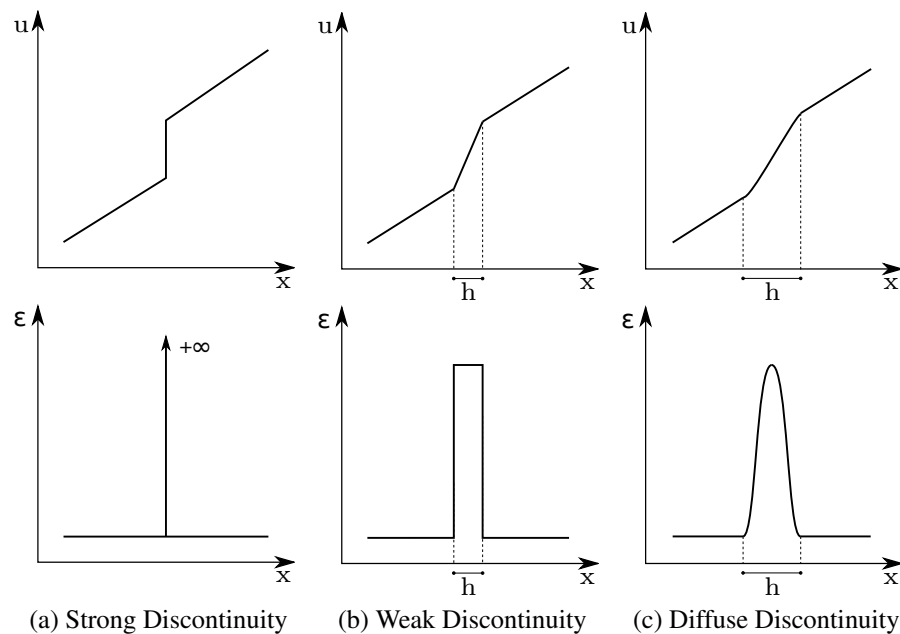 u
x
u
h
x
u
h
x
ε
+∞
x
ε
h
x
ε
h
x
(a) Strong Discontinuity
(b) Weak Discontinuity
(c) Diffuse Discontinuity